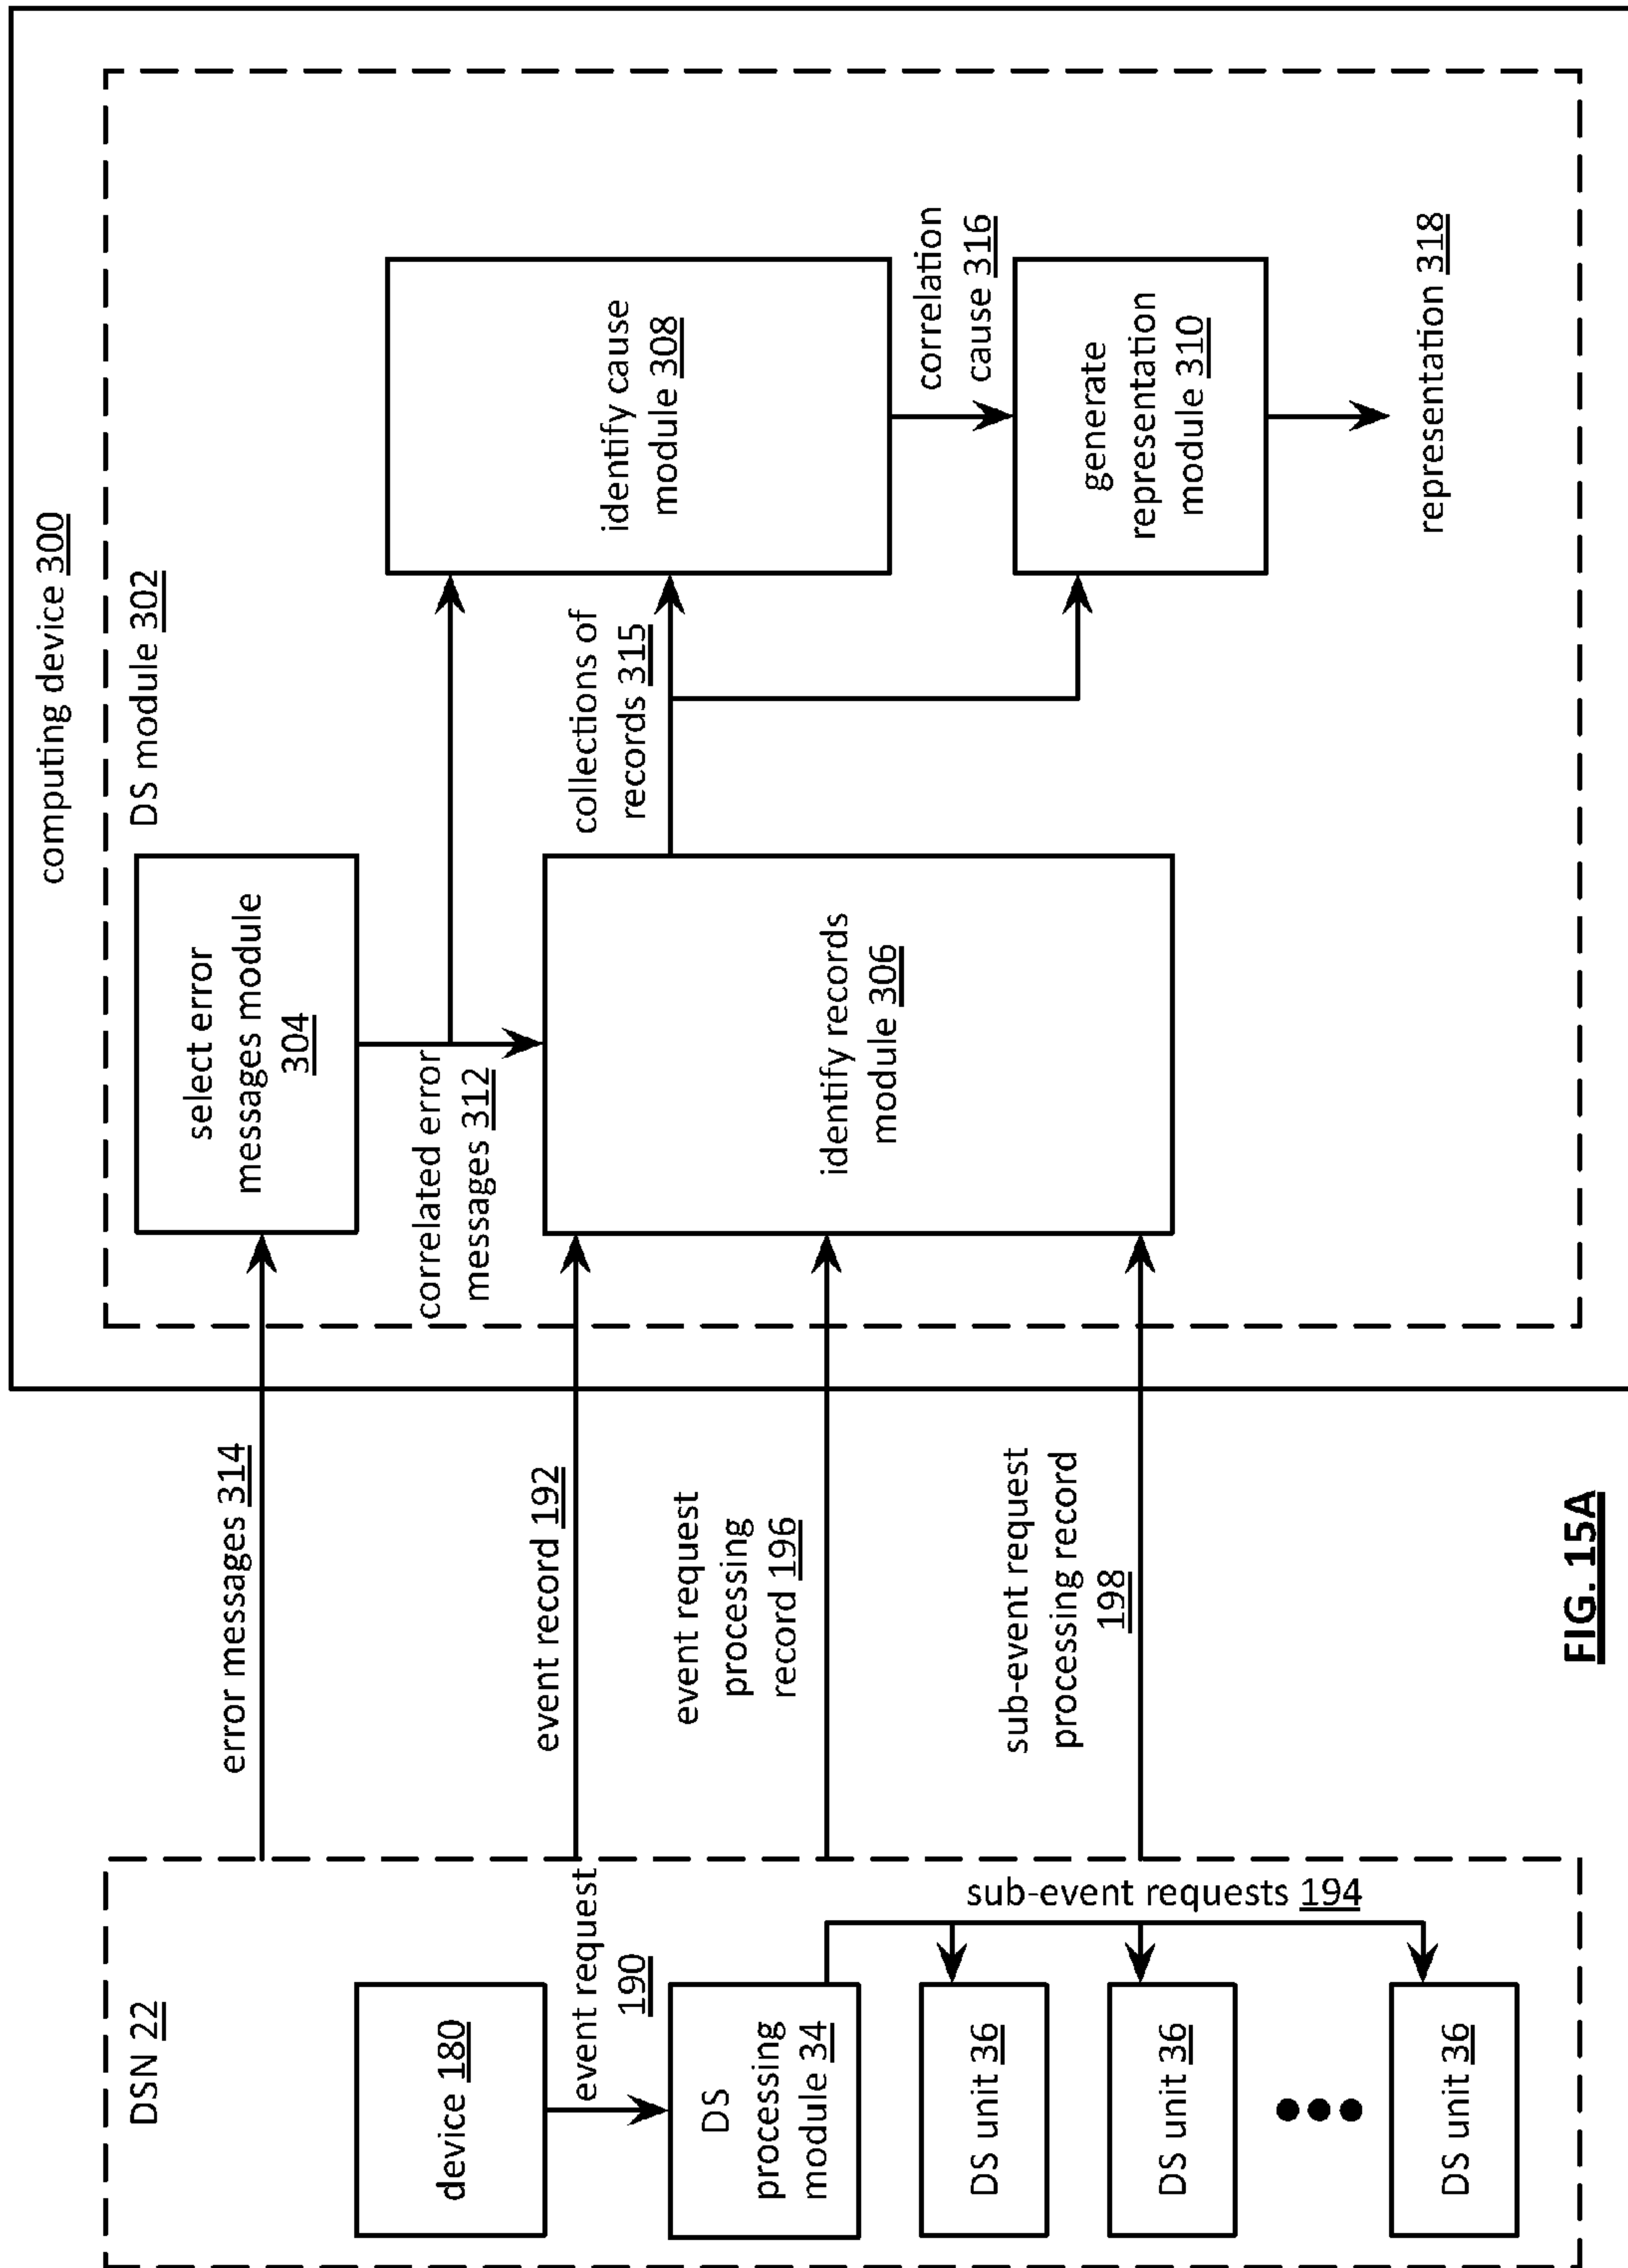 computing device 300
DSN 22
DS module 302
device 180
event request
190
DS
processing
module 34
sub-event requests 194
DS unit 36
DS unit 36
DS unit 36
error messages 314
event record 192
event request
processing
record 196
sub-event request
processing record
198
select error
messages module
304
correlated error
messages 312
identify records
module 306
collections of
records 315
identify cause
module 308
correlation
cause 316
generate
representation
module 310
representation 318
FIG. 15A